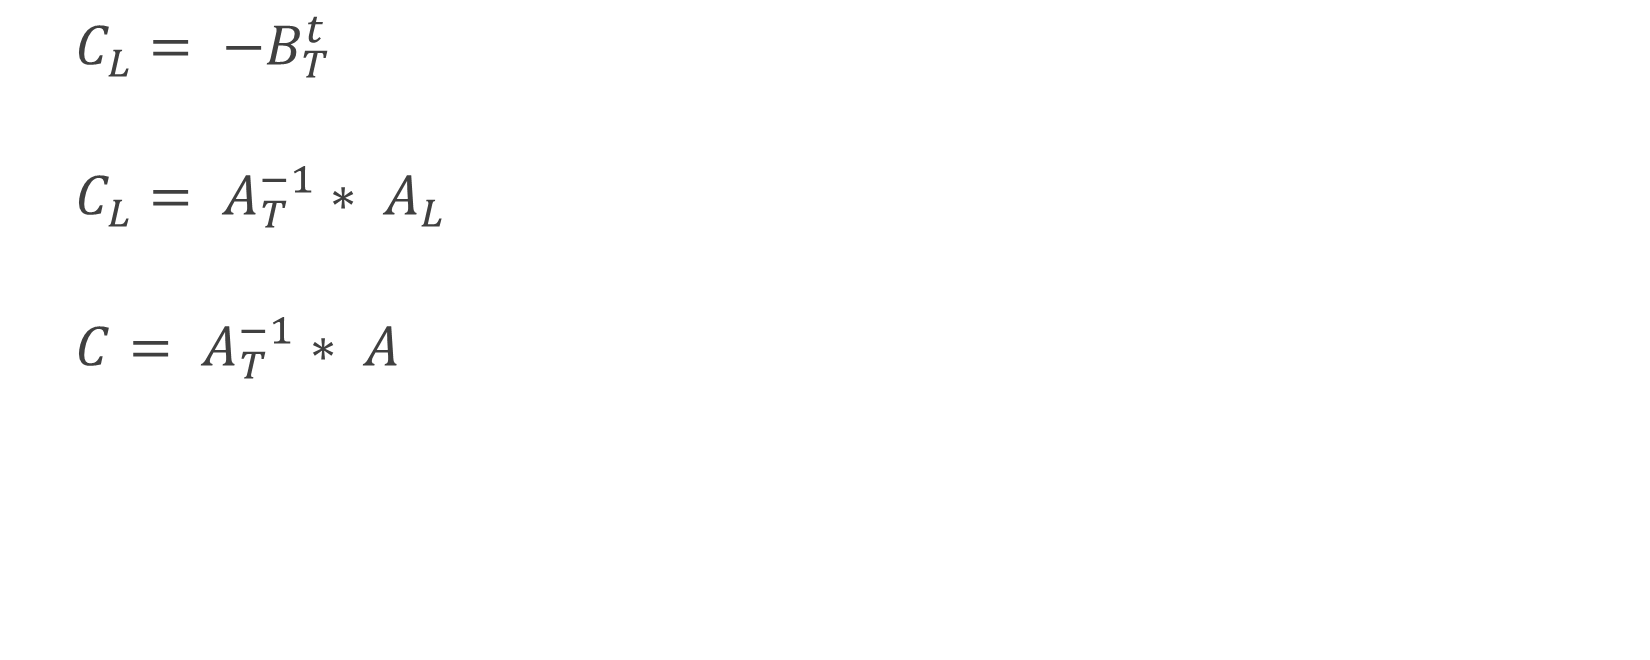 $C_L = -B_T^t$
$C_L = A_T^{-1} * A_L$
$C = A_T^{-1} * A$